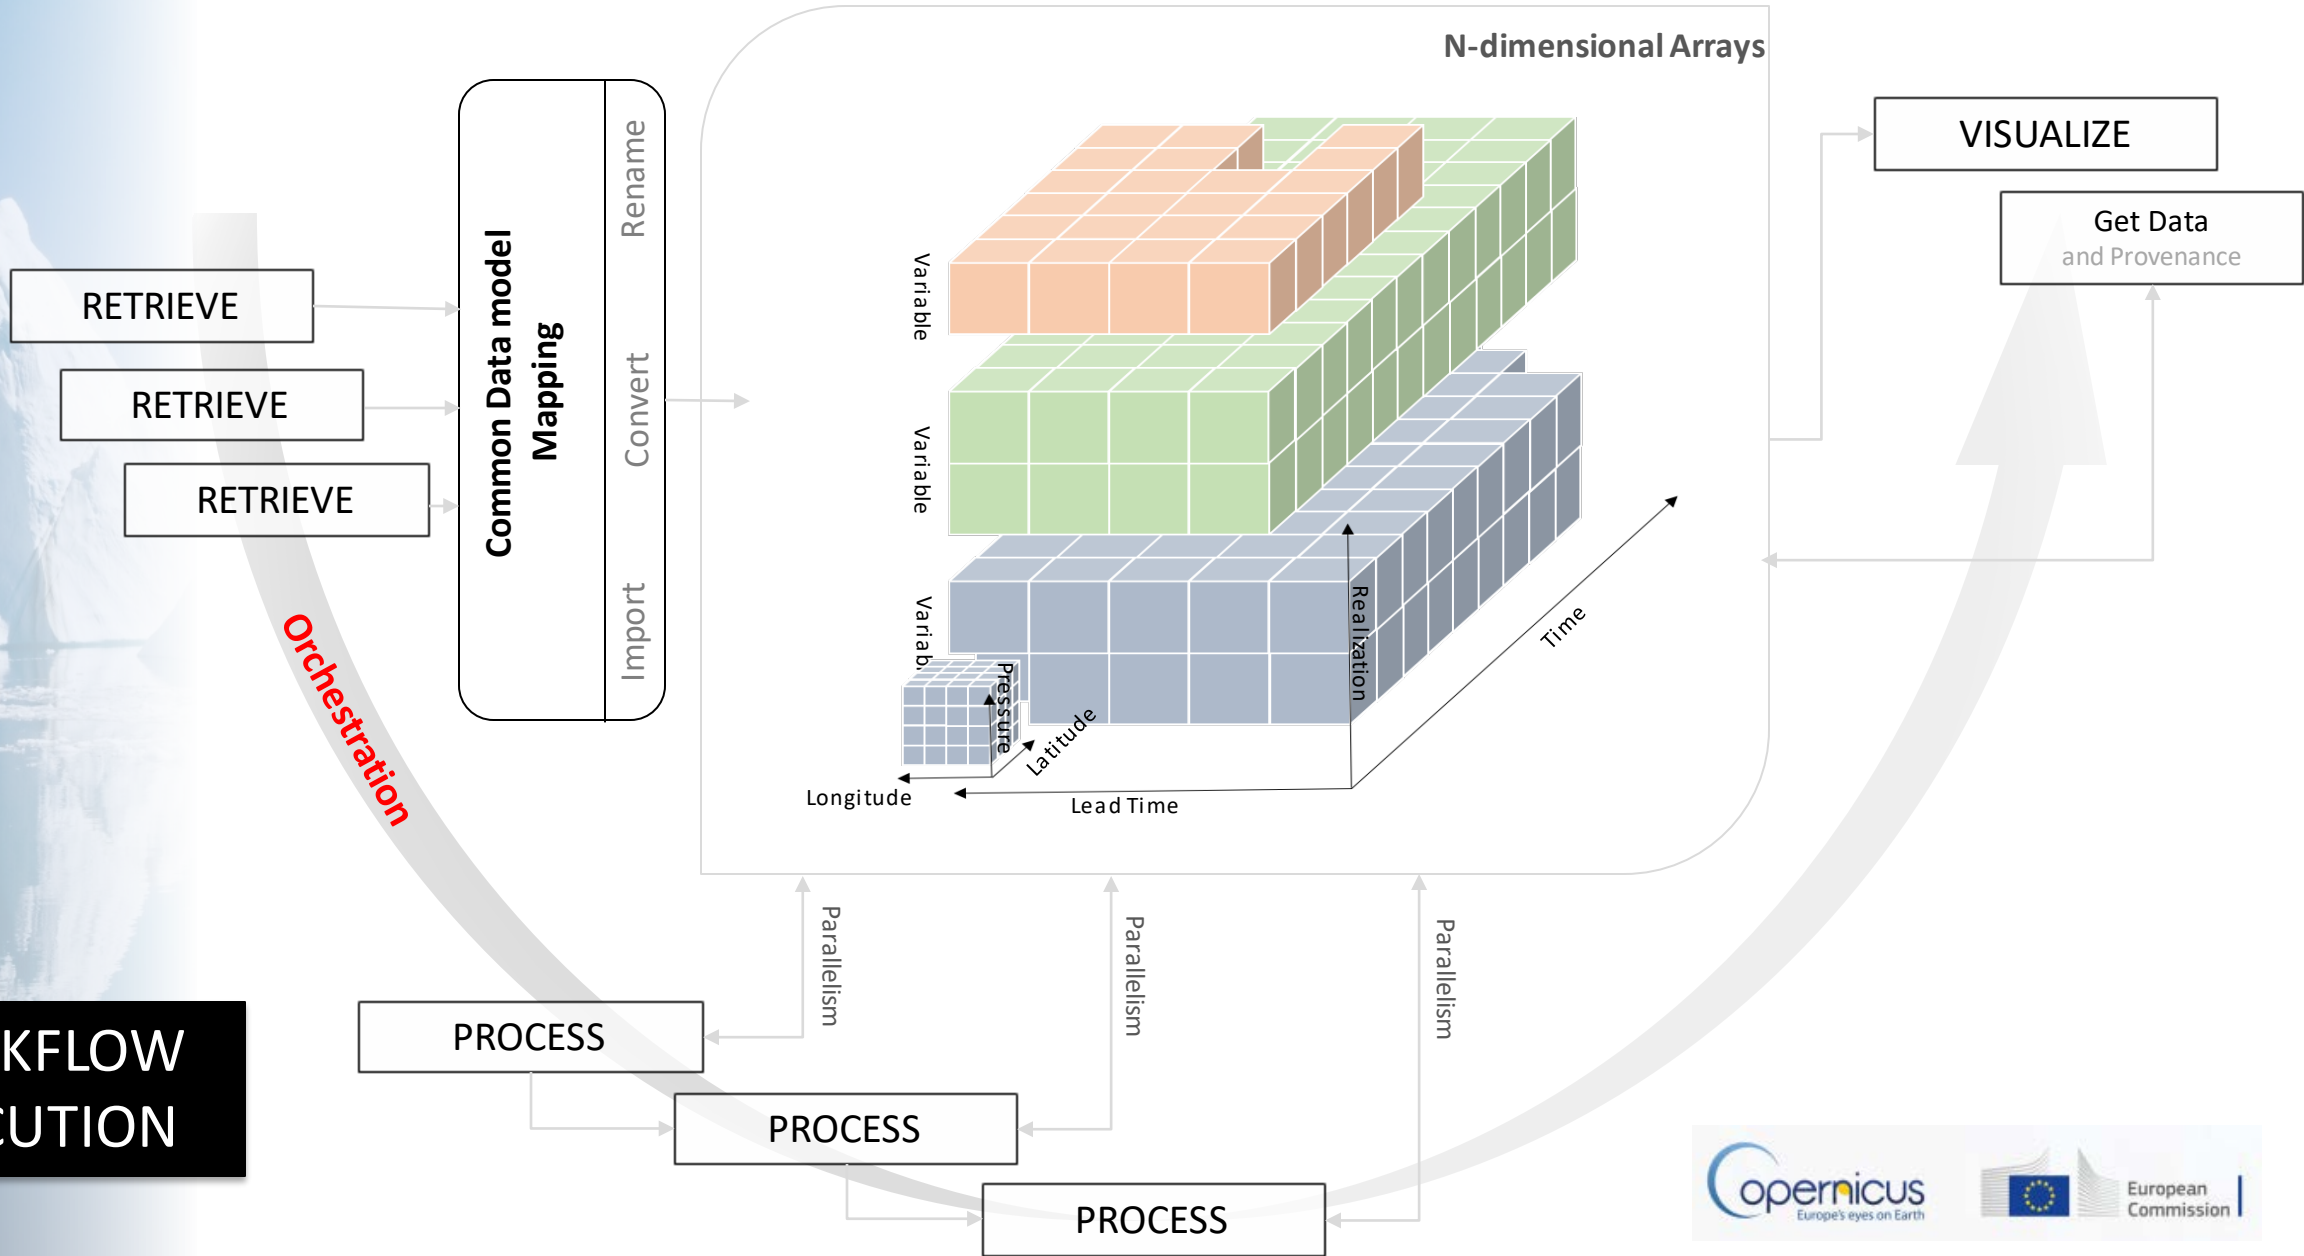 N-dimensional Arrays
VISUALIZE
Get Data
and Provenance
RETRIEVE
RETRIEVE
RETRIEVE
Common Data model
Mapping
Rename
Convert
Import
Variable
Variable
Variab
Realization
Time
Pressure
Latitude
Longitude
Lead Time
Orchestration
Parallelism
Parallelism
Parallelism
PROCESS
PROCESS
PROCESS
KFLOW
CUTION
opernicus
Europe's eyes on Earth
European
Commission